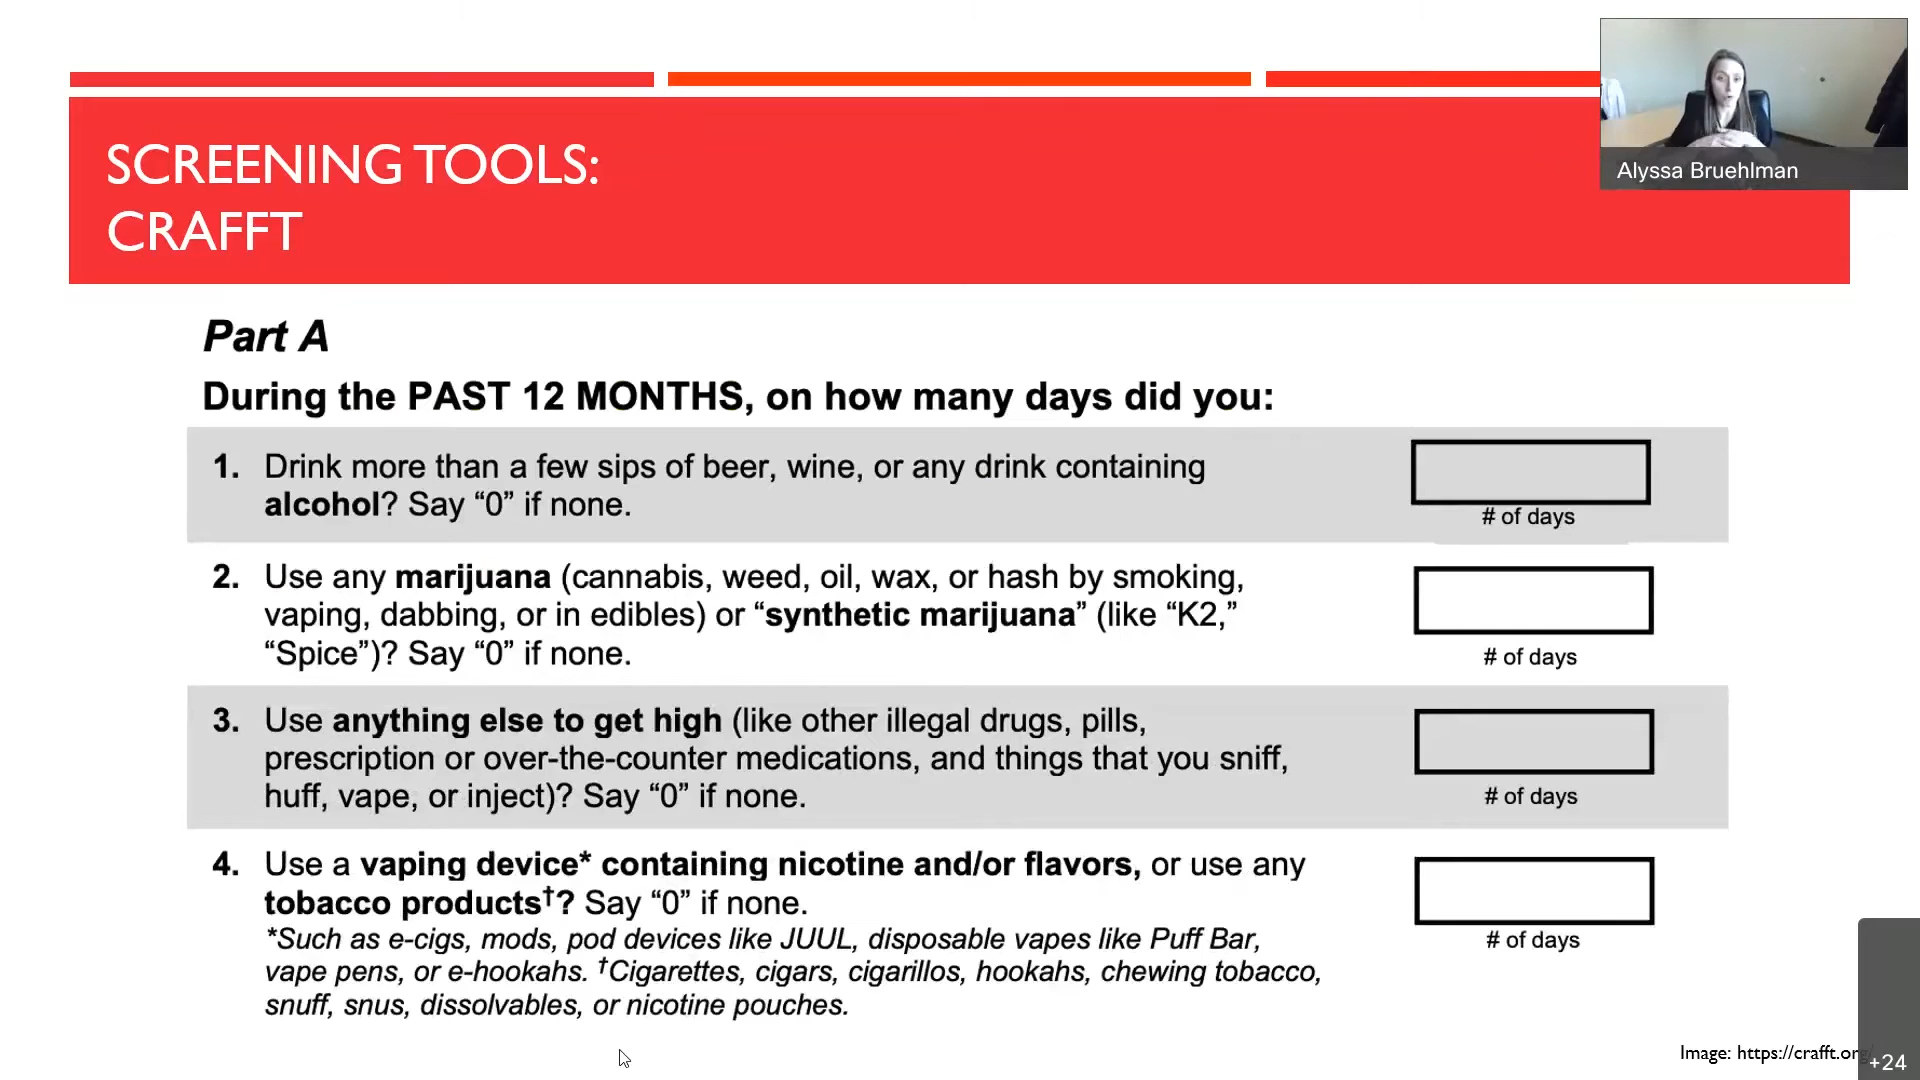 SCREENING TOOLS:
CRAFFT
Alyssa Bruehlman
Part A
During the PAST 12 MONTHS, on how many days did you:
1. Drink more than a few sips of beer, wine, or any drink containing
alcohol? Say “0” if none.
# of days
2. Use any marijuana (cannabis, weed, oil, wax, or hash by smoking,
vaping, dabbing, or in edibles) or “synthetic marijuana” (like “K2,”
“Spice”)? Say “0” if none.
# of days
3. Use anything else to get high (like other illegal drugs, pills,
prescription or over-the-counter medications, and things that you sniff,
huff, vape, or inject)? Say “0” if none.
# of days
4. Use a vaping device* containing nicotine and/or flavors, or use any
tobacco products†? Say “0” if none.
*Such as e-cigs, mods, pod devices like JUUL, disposable vapes like Puff Bar,
vape pens, or e-hookahs. †Cigarettes, cigars, cigarillos, hookahs, chewing tobacco,
snuff, snus, dissolvables, or nicotine pouches.
# of days
Image: https://crafft.org/
+24